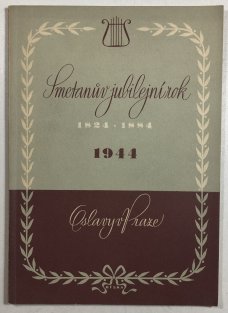 Smetanův jubilejní rok
1824 - 1884
1944
Oslavy v Praze